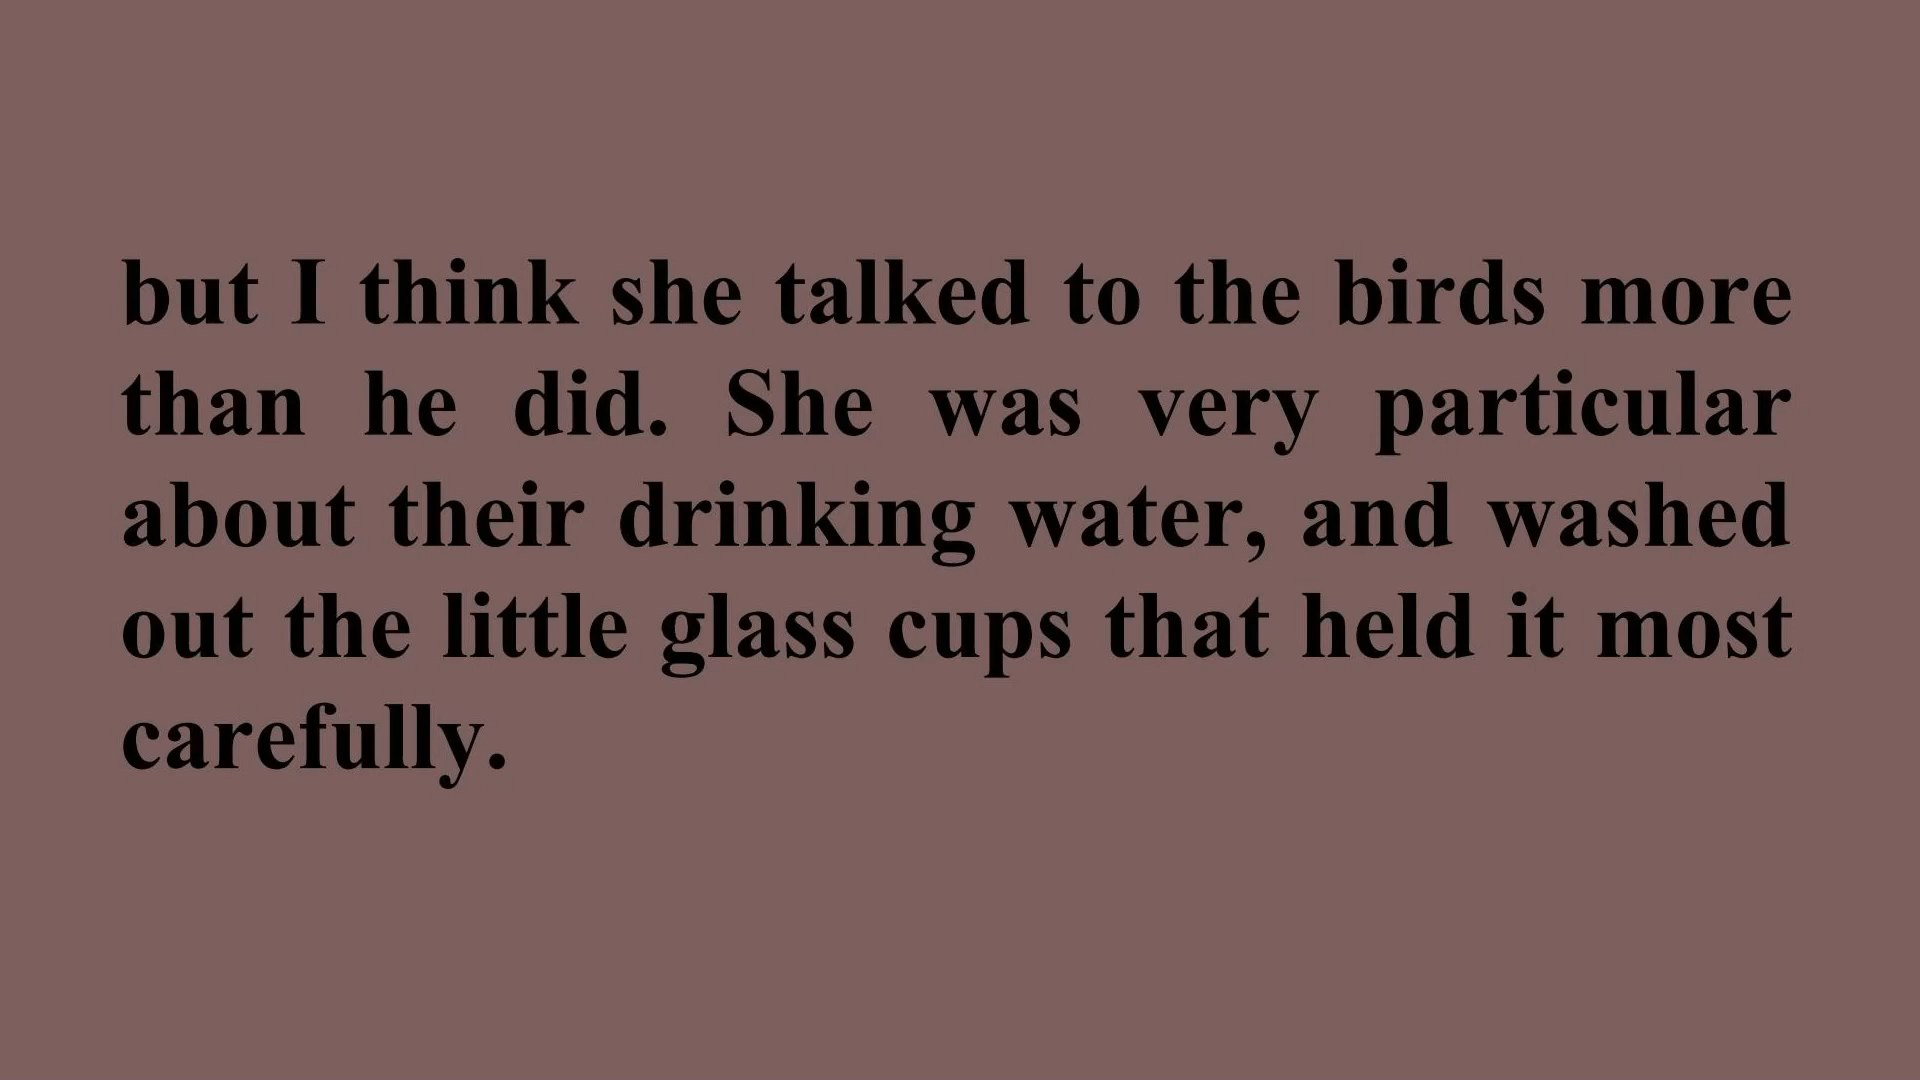 but I think she talked to the birds more
than he did. She was very particular
about their drinking water, and washed
out the little glass cups that held it most
carefully.